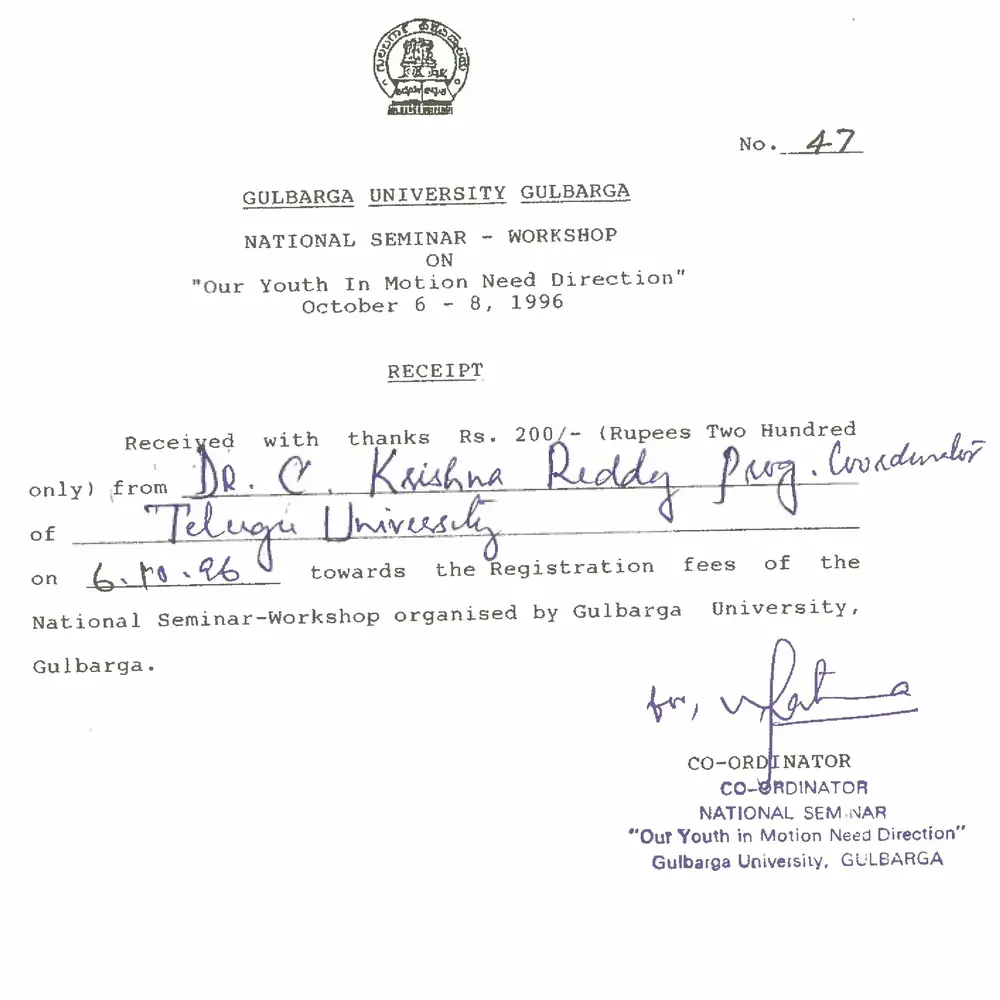 No. 47
GULBARGA UNIVERSITY GULBARGA
NATIONAL SEMINAR - WORKSHOP
ON
"Our Youth In Motion Need Direction"
October 6 - 8, 1996
RECEIPT
Received with thanks Rs. 200/- (Rupees Two Hundred
only) from DR. C. Krishna Reddy Prog. Coordinator
of Telugu University
on 6.10.96 towards the Registration fees of the
National Seminar-Workshop organised by Gulbarga University,
Gulbarga.
for,
CO-ORDINATOR
CO-ORDINATOR
NATIONAL SEMINAR
"Our Youth in Motion Need Direction"
Gulbarga University, GULBARGA